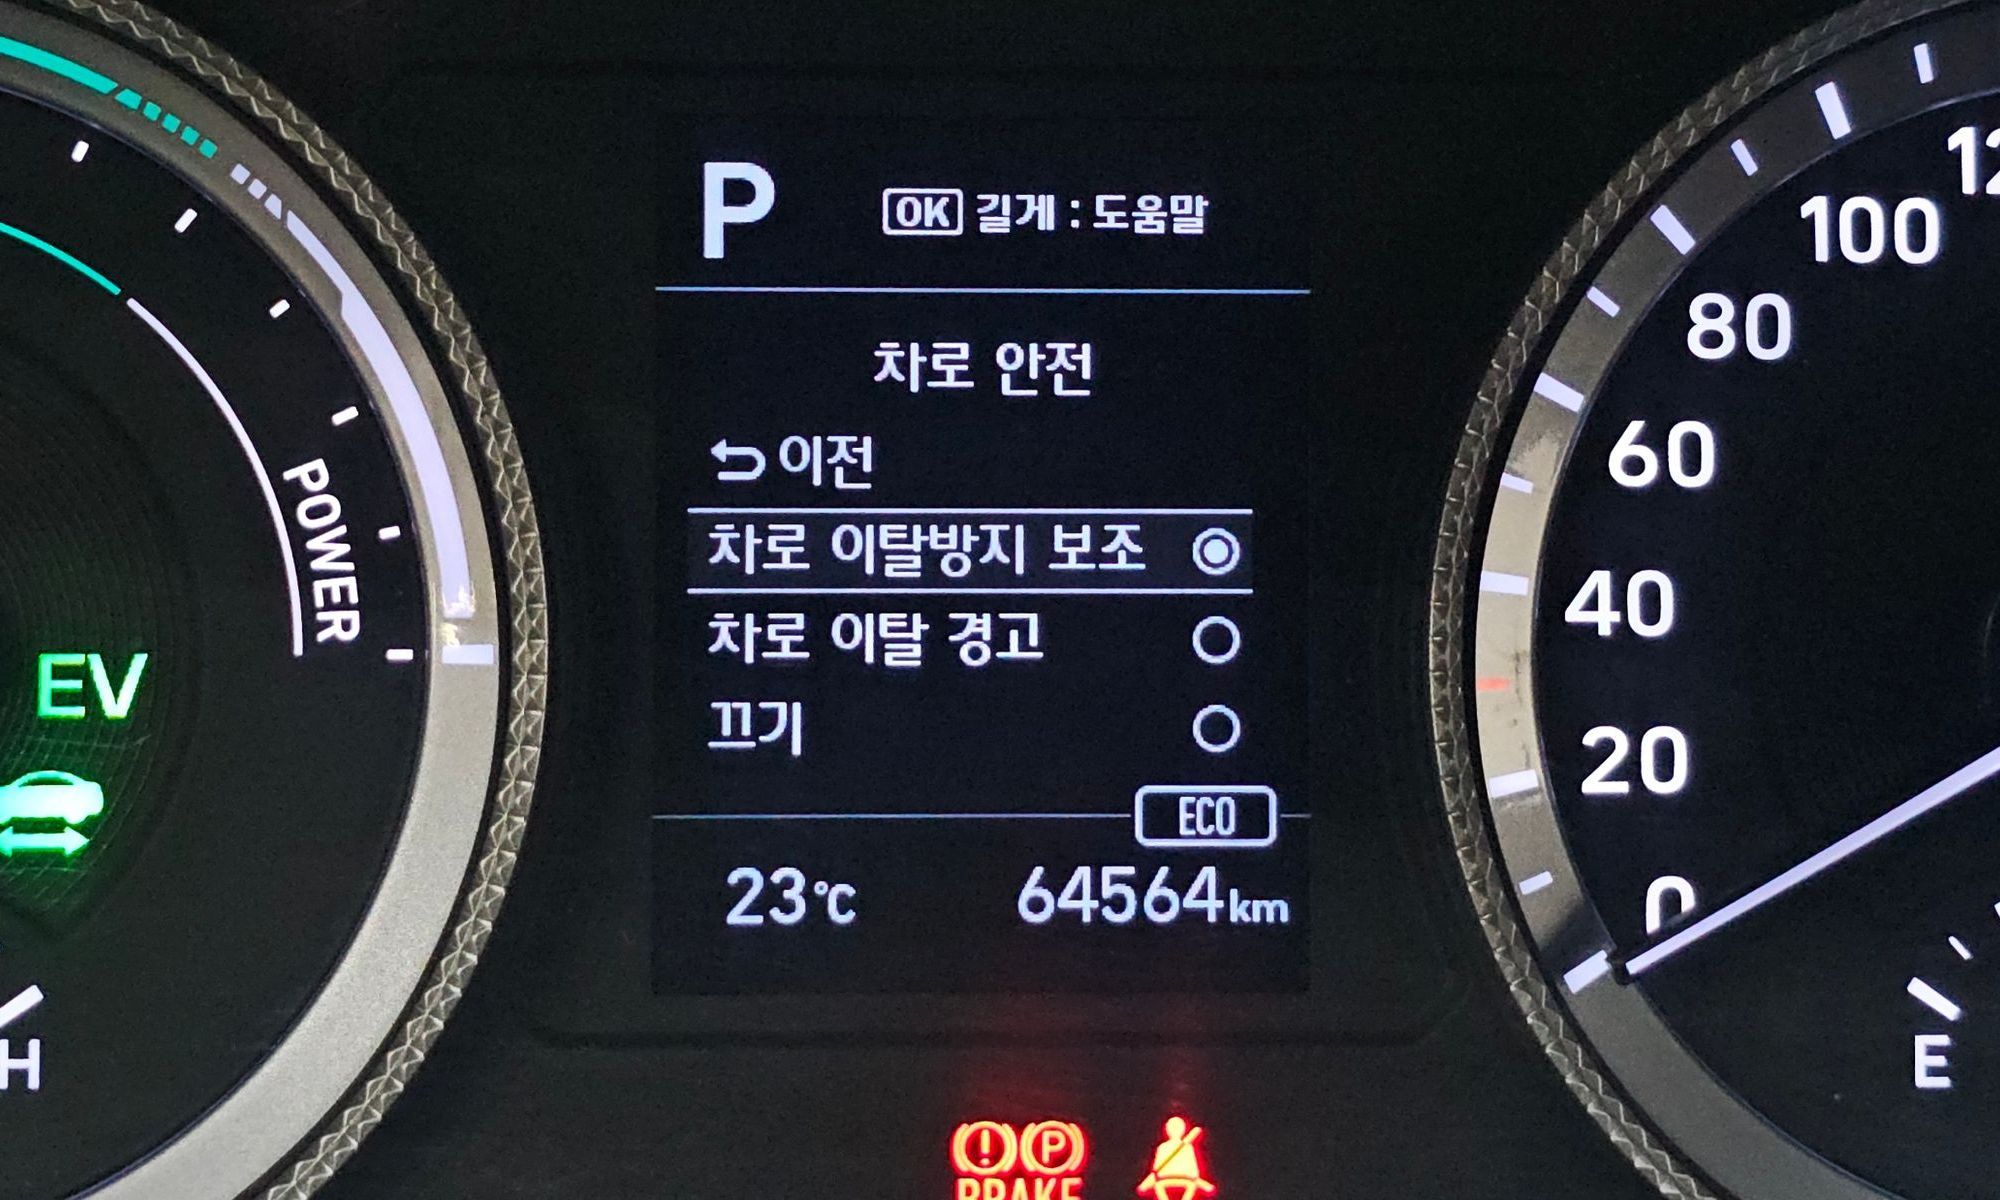 P
OK 길게 : 도움말
차로 안전
이전
차로 이탈방지 보조
차로 이탈 경고
끄기
ECO
23℃
64564km
POWER
EV
H
100
80
60
40
20
0
E
P
BRAKE